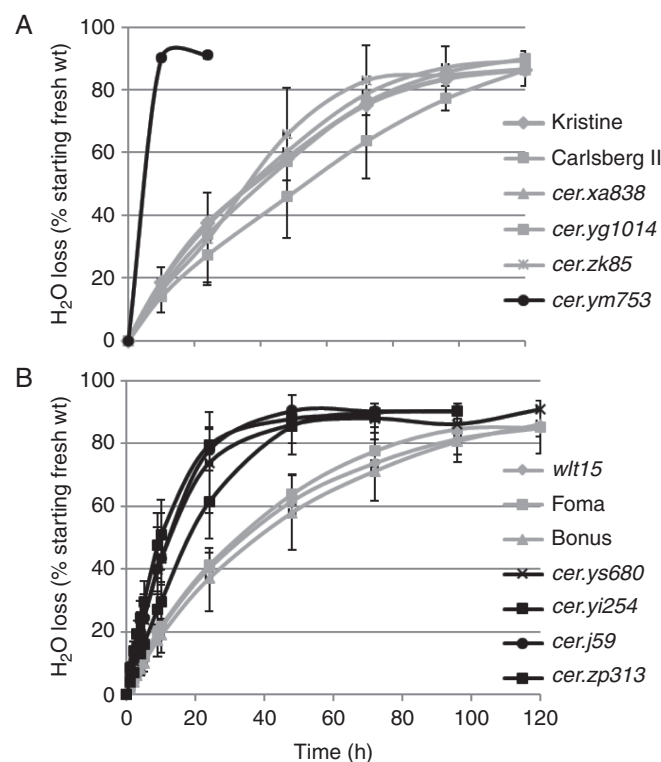 A
H₂O loss (% starting fresh wt)
100
80
60
40
20
0
Kristine
Carlsberg II
cer.xa838
cer.yg1014
cer.zk85
cer.ym753
B
H₂O loss (% starting fresh wt)
100
80
60
40
20
0
wlt15
Foma
Bonus
cer.ys680
cer.yi254
cer.j59
cer.zp313
0 20 40 60 80 100 120
Time (h)